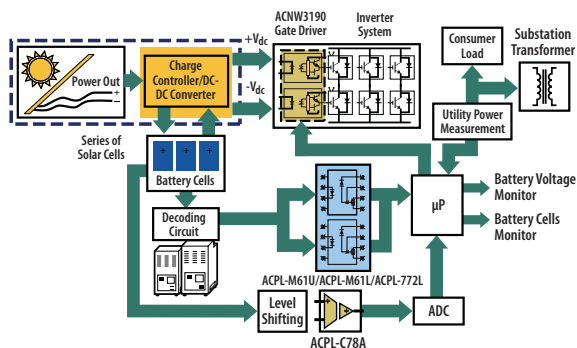 ACNW3190
Gate Driver
Inverter
System
Consumer
Load
Substation
Transformer
+Vdc
Power Out
+
–
Charge
Controller/DC-
DC Converter
-Vdc
Utility Power
Measurement
Series of
Solar Cells
+ + +
Battery Cells
Decoding
Circuit
µP
Battery Voltage
Monitor
Battery Cells
Monitor
ACPL-M61U/ACPL-M61L/ACPL-772L
Level
Shifting
ADC
ACPL-C78A